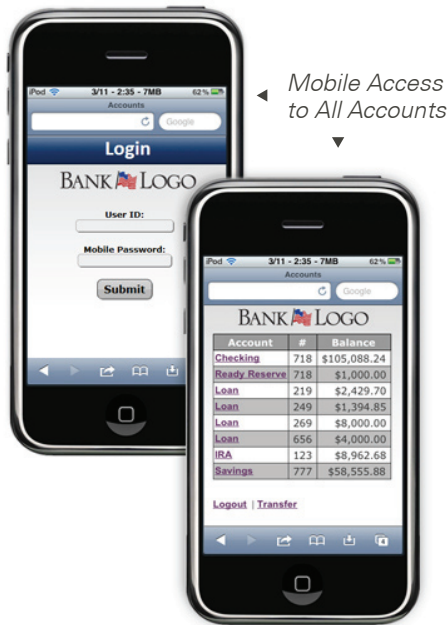 Mobile Access
to All Accounts
iPod 3/11 - 2:35 - 7MB 62%
Accounts
Google
Login
BANK LOGO
User ID:
Mobile Password:
Submit
iPod 3/11 - 2:35 - 7MB 62%
Accounts
Google
BANK LOGO
Account # Balance
Checking 718 $105,088.24
Ready Reserve 718 $1,000.00
Loan 219 $2,429.70
Loan 249 $1,394.85
Loan 269 $8,000.00
Loan 656 $4,000.00
IRA 123 $8,962.68
Savings 777 $58,555.88
Logout | Transfer